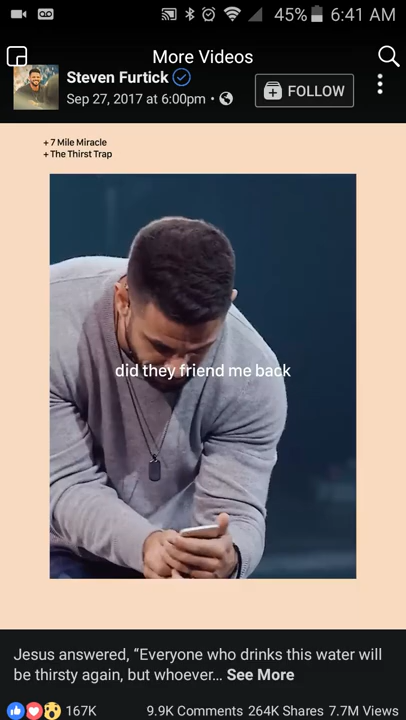 45% 6:41 AM
More Videos
Steven Furtick
Sep 27, 2017 at 6:00pm ·
FOLLOW
+ 7 Mile Miracle
+ The Thirst Trap
did they friend me back
Jesus answered, “Everyone who drinks this water will
be thirsty again, but whoever... See More
167K 9.9K Comments 264K Shares 7.7M Views